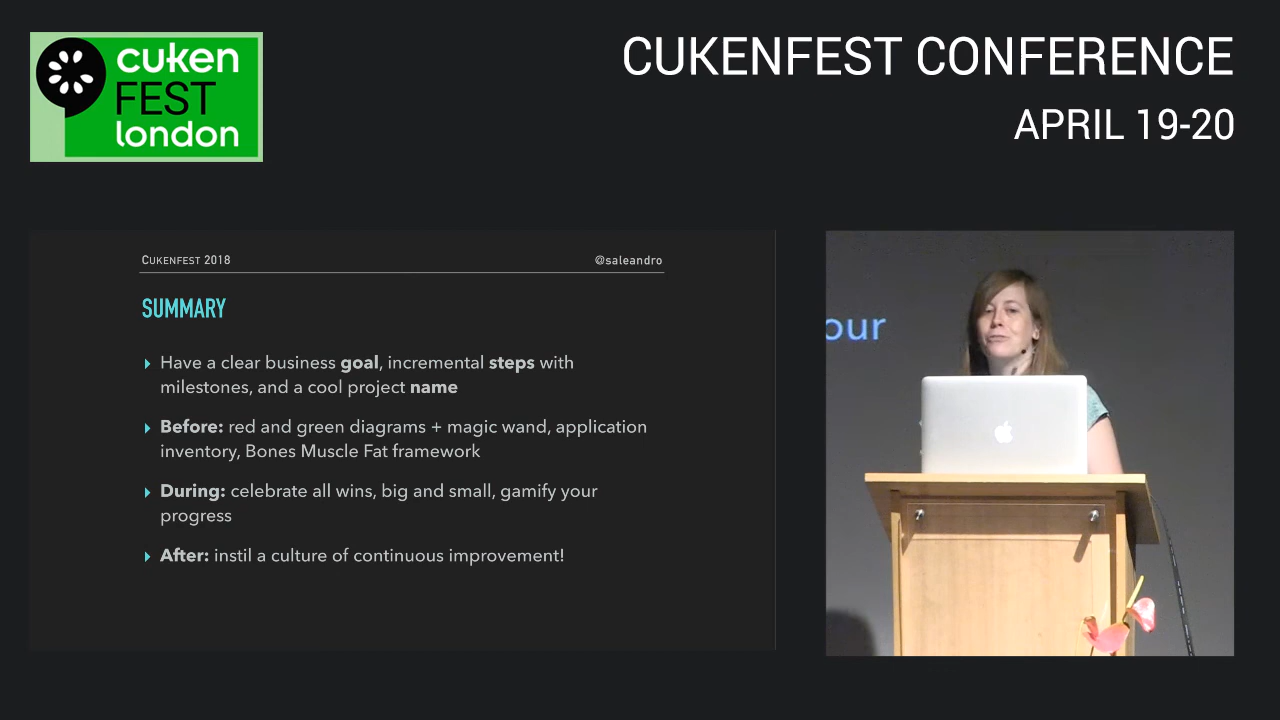 cuken
FEST
london
CUKENFEST CONFERENCE
APRIL 19-20
CUKENFEST 2018
@saleandro
SUMMARY
Have a clear business goal, incremental steps with
milestones, and a cool project name
Before: red and green diagrams + magic wand, application
inventory, Bones Muscle Fat framework
During: celebrate all wins, big and small, gamify your
progress
After: instil a culture of continuous improvement!
our